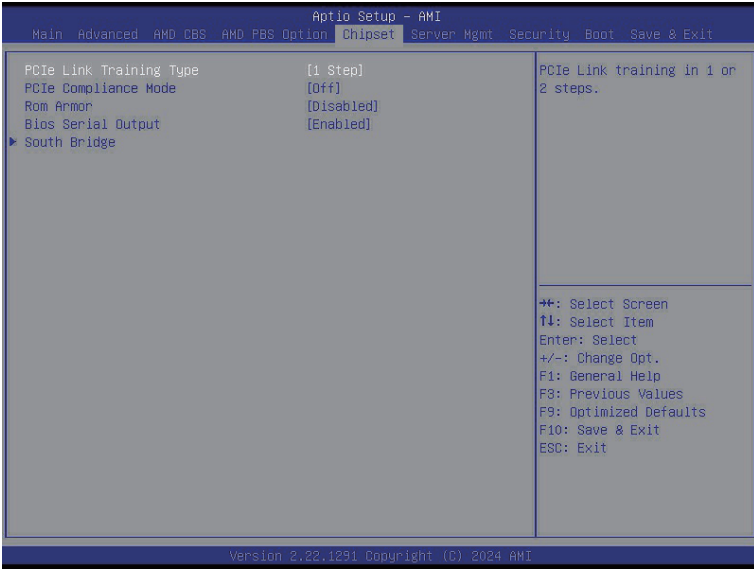 Aptio Setup – AMI
Main Advanced AMD CBS AMD PBS Option Chipset Server Mgmt Security Boot Save & Exit
PCIe Link Training Type [1 Step]
PCIe Compliance Mode [Off]
Rom Armor [Disabled]
Bios Serial Output [Enabled]
South Bridge
PCIe Link training in 1 or
2 steps.
→←: Select Screen
↑↓: Select Item
Enter: Select
+/-: Change Opt.
F1: General Help
F3: Previous Values
F9: Optimized Defaults
F10: Save & Exit
ESC: Exit
Version 2.22.1291 Copyright (C) 2024 AMI